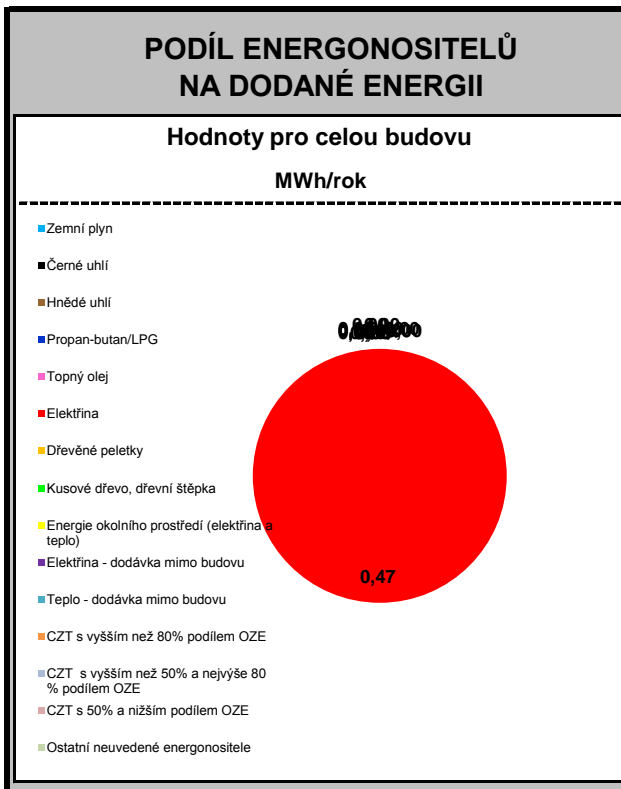 PODÍL ENERGONOSITELŮ
NA DODANÉ ENERGII
Hodnoty pro celou budovu
MWh/rok
Zemní plyn
Černé uhlí
Hnědé uhlí
Propan-butan/LPG
Topný olej
Elektřina
Dřevěné peletky
Kusové dřevo, dřevní štěpka
Energie okolního prostředí (elektřina a
teplo)
Elektřina - dodávka mimo budovu
Teplo - dodávka mimo budovu
CZT s vyšším než 80% podílem OZE
CZT s vyšším než 50% a nejvýše 80
% podílem OZE
CZT s 50% a nižším podílem OZE
Ostatní neuvedené energonositele
0,47